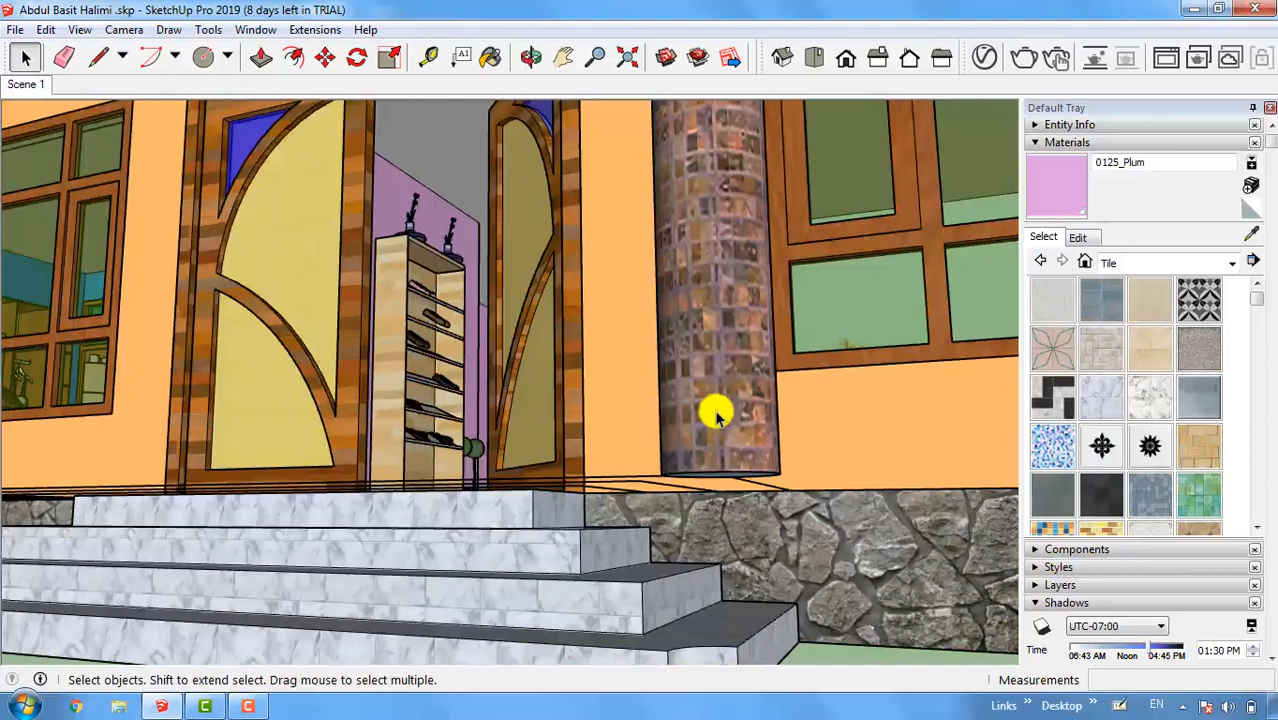 Abdul Basit Halimi .skp - SketchUp Pro 2019 (8 days left in TRIAL)
File Edit View Camera Draw Tools Window Extensions Help
A1
Scene 1
Default Tray
Entity Info
Materials
0125_Plum
Select Edit
Tile
Components
Styles
Layers
Shadows
UTC-07:00
Time 06:43 AM Noon 04:45 PM 01:30 PM
Select objects. Shift to extend select. Drag mouse to select multiple.
Measurements
Links » Desktop » EN